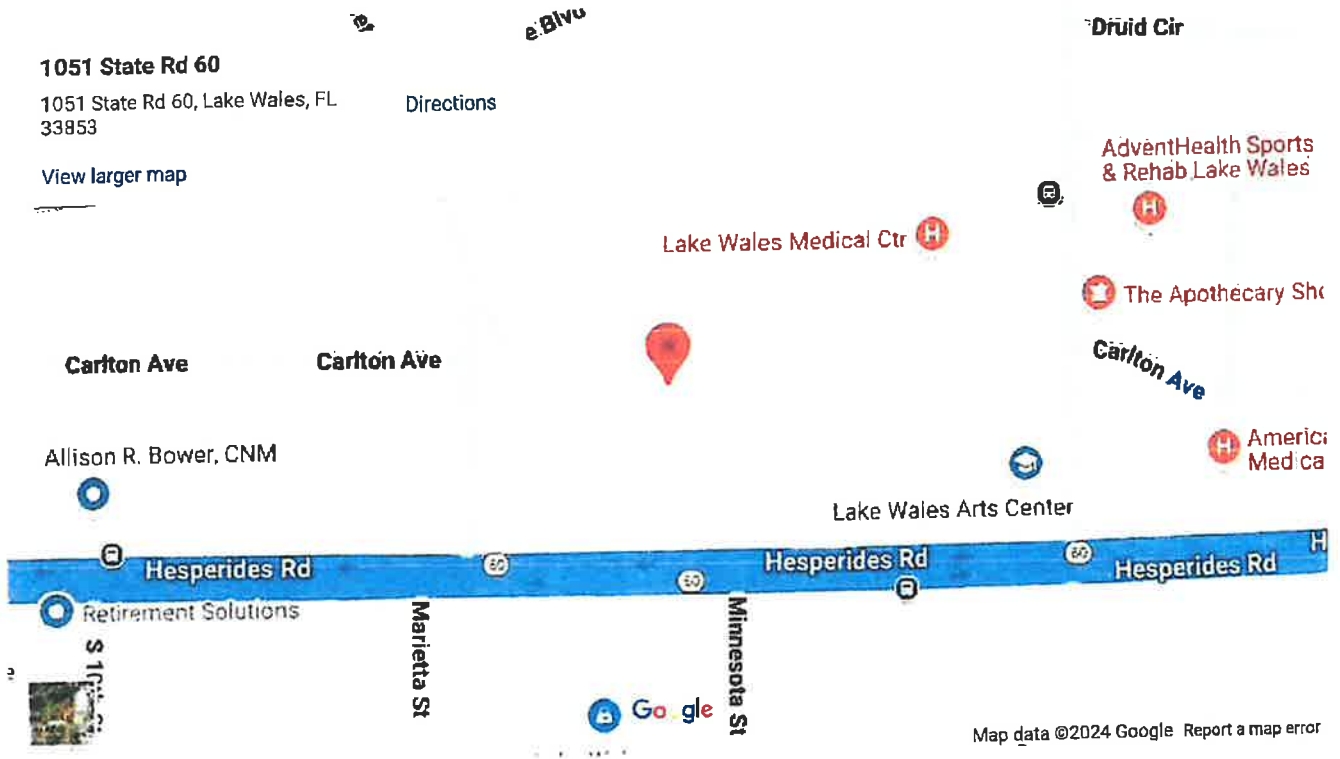 e Blvd
Druid Cir
1051 State Rd 60
1051 State Rd 60, Lake Wales, FL
33853
Directions
View larger map
AdventHealth Sports
& Rehab Lake Wales
Lake Wales Medical Ctr
The Apothecary Sho
Carlton Ave
Carlton Ave
Carlton Ave
Allison R. Bower, CNM
America
Medica
Lake Wales Arts Center
Hesperides Rd
60
60
Hesperides Rd
60
Hesperides Rd
H
Retirement Solutions
S 10th St
Marietta St
Minnesota St
Google
Map data ©2024 Google Report a map error